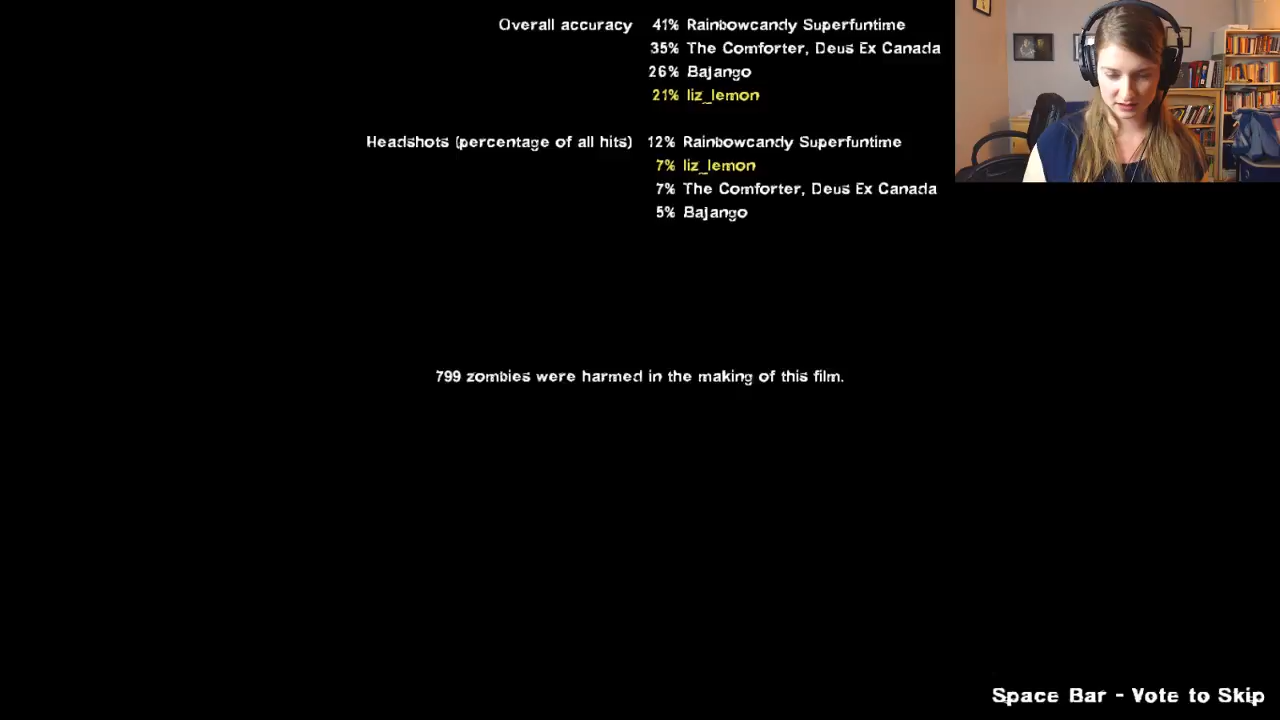 Overall accuracy 41% Rainbowcandy Superfuntime
35% The Comforter, Deus Ex Canada
26% Bajango
21% liz_lemon
Headshots (percentage of all hits) 12% Rainbowcandy Superfuntime
7% liz_lemon
7% The Comforter, Deus Ex Canada
5% Bajango
799 zombies were harmed in the making of this film.
Space Bar - Vote to Skip